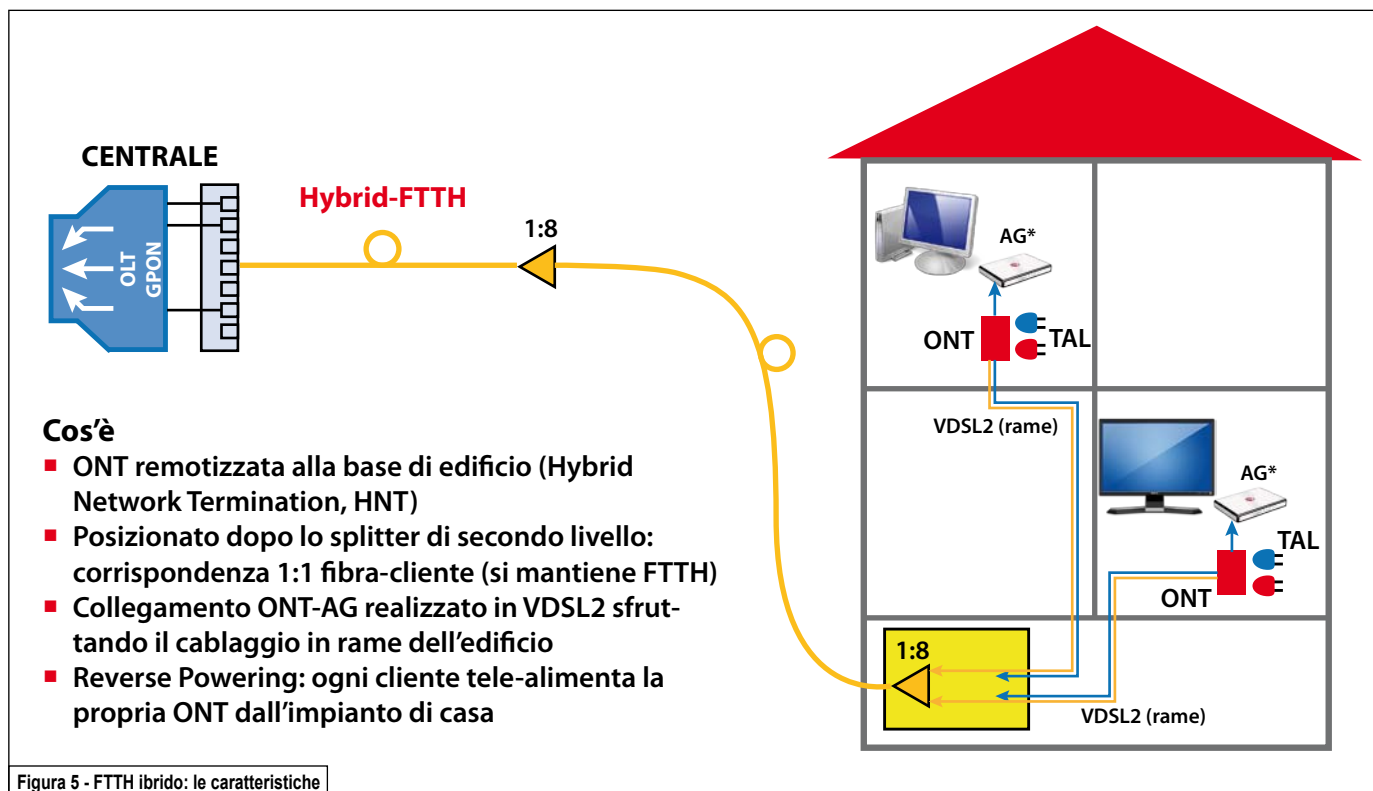 CENTRALE
OLT
GPON
Hybrid-FTTH
1:8
AG*
ONT
TAL
VDSL2 (rame)
AG*
TAL
ONT
1:8
VDSL2 (rame)
Cos'è
ONT remotizzata alla base di edificio (Hybrid
Network Termination, HNT)
Posizionato dopo lo splitter di secondo livello:
corrispondenza 1:1 fibra-cliente (si mantiene FTTH)
Collegamento ONT-AG realizzato in VDSL2 sfrut-
tando il cablaggio in rame dell'edificio
Reverse Powering: ogni cliente tele-alimenta la
propria ONT dall'impianto di casa
Figura 5 - FTTH ibrido: le caratteristiche